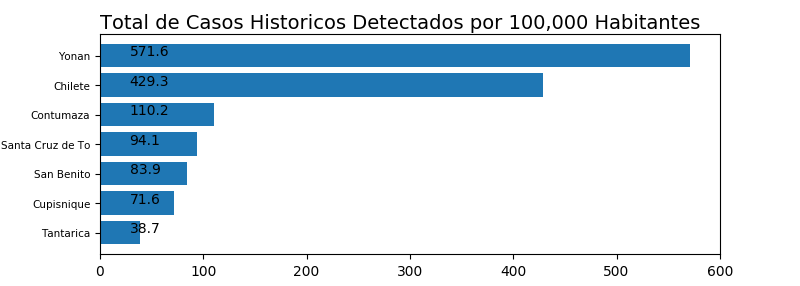 Total de Casos Historicos Detectados por 100,000 Habitantes
Yonan 571.6
Chilete 429.3
Contumaza 110.2
Santa Cruz de To 94.1
San Benito 83.9
Cupisnique 71.6
Tantarica 38.7
0 100 200 300 400 500 600